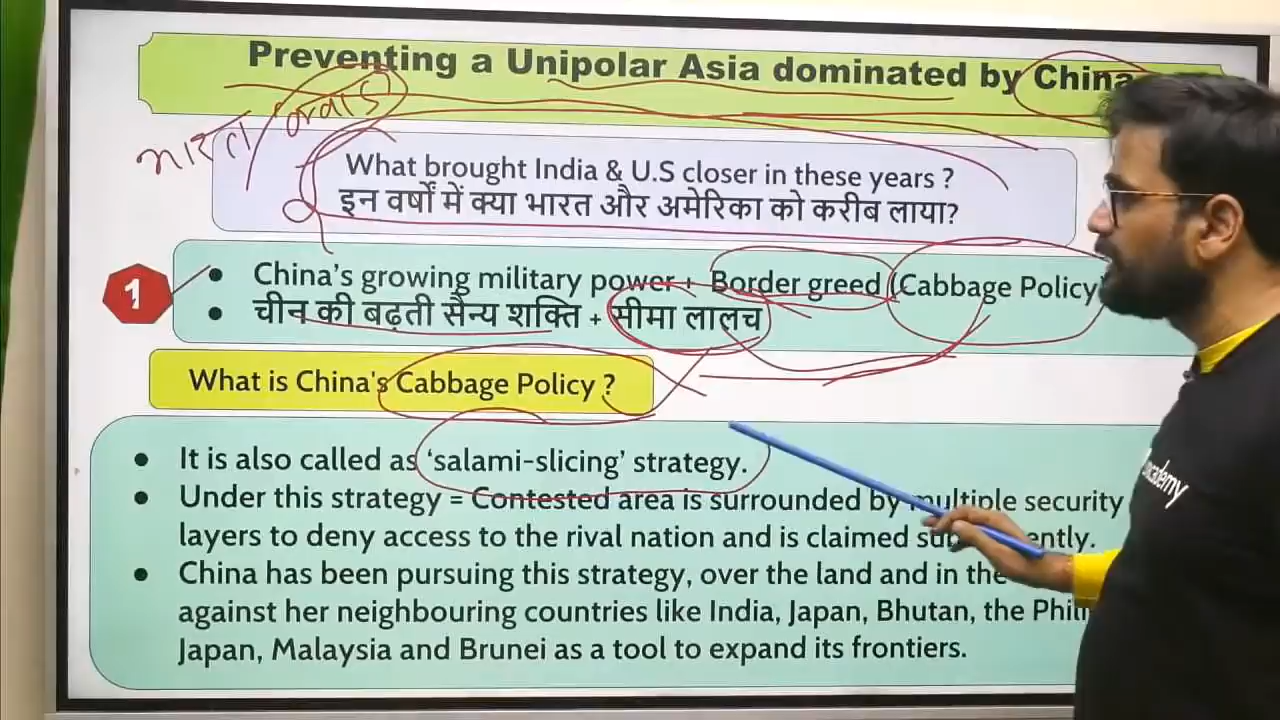 Preventing a Unipolar Asia dominated by China
भारत/क्वाड
What brought India & U.S closer in these years ?
इन वर्षों में क्या भारत और अमेरिका को करीब लाया?
1
China's growing military power + Border greed (Cabbage Policy)
चीन की बढ़ती सैन्य शक्ति + सीमा लालच
What is China's Cabbage Policy ?
It is also called as 'salami-slicing' strategy.
Under this strategy = Contested area is surrounded by multiple security
layers to deny access to the rival nation and is claimed
China has been pursuing this strategy, over the land and in the
against her neighbouring countries like India, Japan, Bhutan, the
Japan, Malaysia and Brunei as a tool to expand its frontiers.